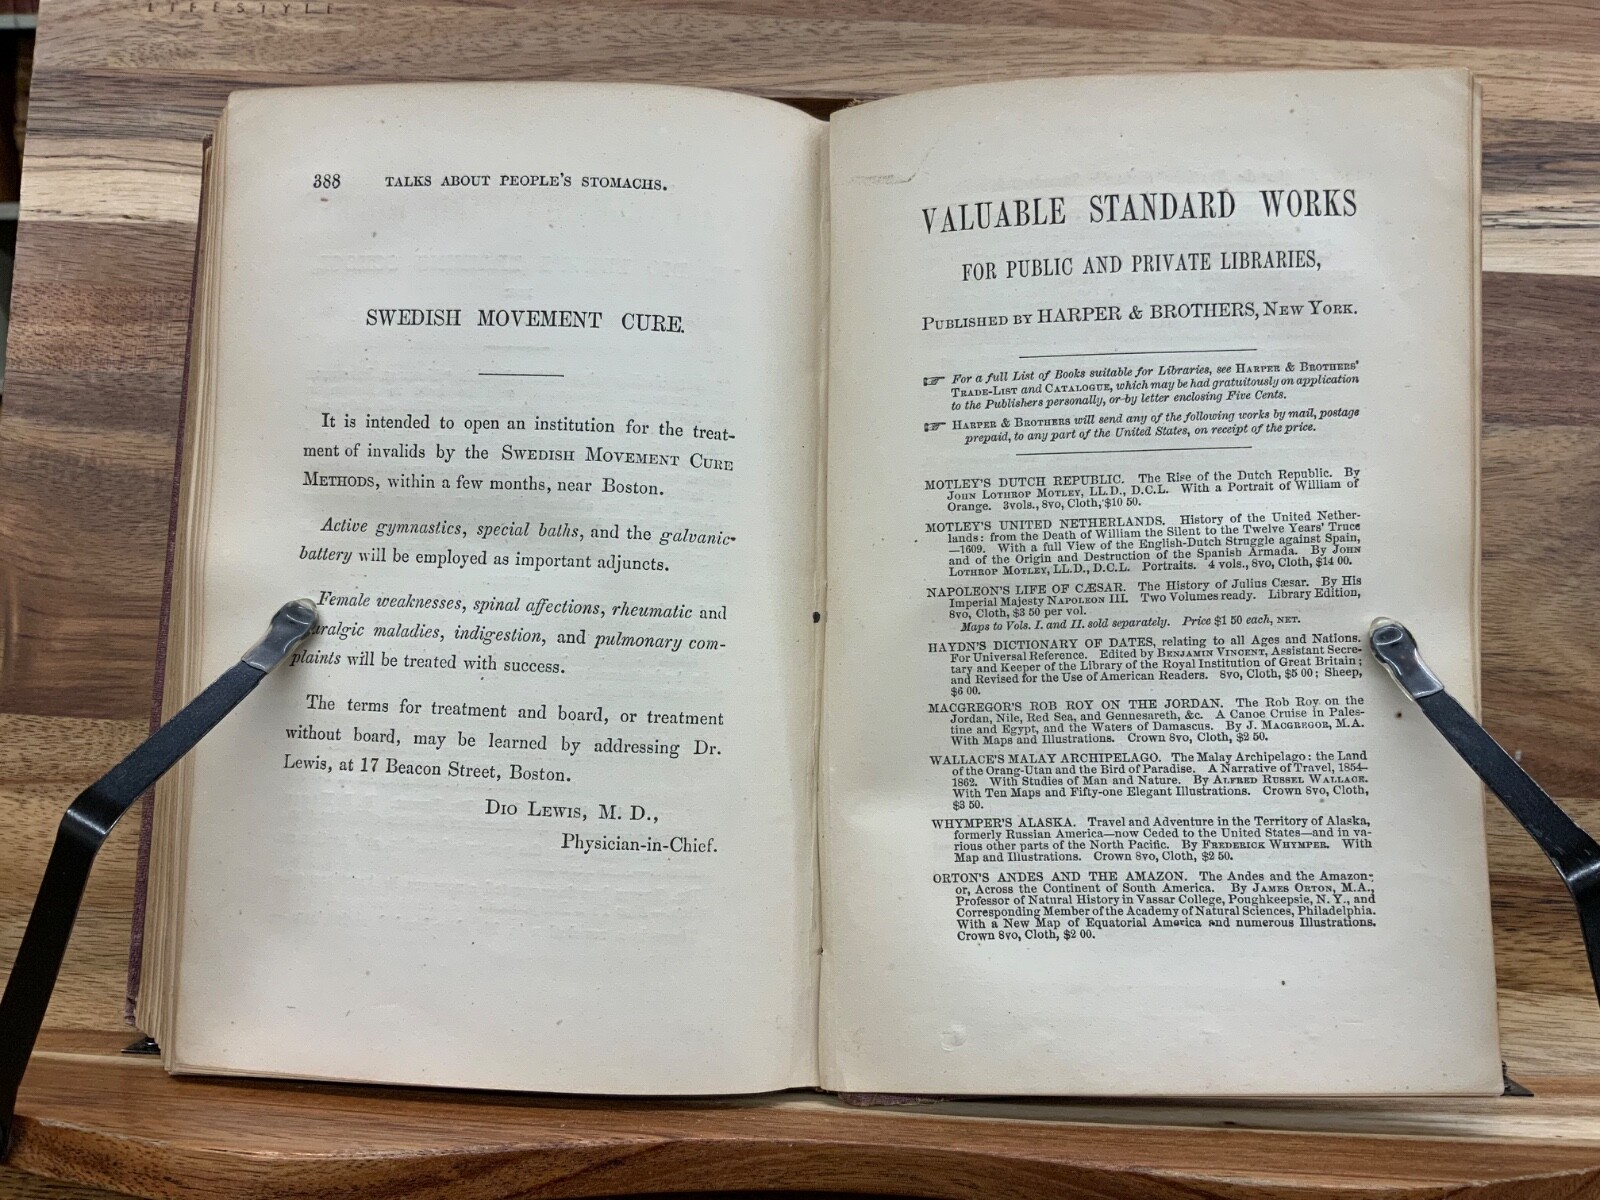 LIFESTYLE
388 TALKS ABOUT PEOPLE'S STOMACHS.
SWEDISH MOVEMENT CURE.
It is intended to open an institution for the treat-
ment of invalids by the SWEDISH MOVEMENT CURE
METHODS, within a few months, near Boston.
Active gymnastics, special baths, and the galvanic-
battery will be employed as important adjuncts.
Female weaknesses, spinal affections, rheumatic and
uralgic maladies, indigestion, and pulmonary com-
plaints will be treated with success.
The terms for treatment and board, or treatment
without board, may be learned by addressing Dr.
Lewis, at 17 Beacon Street, Boston.
DIO LEWIS, M. D.,
Physician-in-Chief.
VALUABLE STANDARD WORKS
FOR PUBLIC AND PRIVATE LIBRARIES,
PUBLISHED BY HARPER & BROTHERS, NEW YORK.
☞ For a full List of Books suitable for Libraries, see HARPER & BROTHERS'
TRADE-LIST and CATALOGUE, which may be had gratuitously on application
to the Publishers personally, or by letter enclosing Five Cents.
☞ HARPER & BROTHERS will send any of the following works by mail, postage
prepaid, to any part of the United States, on receipt of the price.
MOTLEY'S DUTCH REPUBLIC. The Rise of the Dutch Republic. By
JOHN LOTHROP MOTLEY, LL.D., D.C.L. With a Portrait of William of
Orange. 3 vols., 8vo, Cloth, $10 50.
MOTLEY'S UNITED NETHERLANDS. History of the United Nether-
lands: from the Death of William the Silent to the Twelve Years' Truce
—1609. With a full View of the English-Dutch Struggle against Spain,
and of the Origin and Destruction of the Spanish Armada. By JOHN
LOTHROP MOTLEY, LL.D., D.C.L. Portraits. 4 vols., 8vo, Cloth, $14 00.
NAPOLEON'S LIFE OF CÆSAR. The History of Julius Cæsar. By His
Imperial Majesty NAPOLEON III. Two Volumes ready. Library Edition,
8vo, Cloth, $3 50 per vol.
Maps to Vols. I. and II. sold separately. Price $1 50 each, NET.
HAYDN'S DICTIONARY OF DATES, relating to all Ages and Nations.
For Universal Reference. Edited by BENJAMIN VINCENT, Assistant Secre-
tary and Keeper of the Library of the Royal Institution of Great Britain;
and Revised for the Use of American Readers. 8vo, Cloth, $5 00; Sheep,
$6 00.
MACGREGOR'S ROB ROY ON THE JORDAN. The Rob Roy on the
Jordan, Nile, Red Sea, and Gennesareth, &c. A Canoe Cruise in Pales-
tine and Egypt, and the Waters of Damascus. By J. MACGREGOR, M.A.
With Maps and Illustrations. Crown 8vo, Cloth, $2 50.
WALLACE'S MALAY ARCHIPELAGO. The Malay Archipelago: the Land
of the Orang-Utan and the Bird of Paradise. A Narrative of Travel, 1854-
1862. With Studies of Man and Nature. By ALFRED RUSSEL WALLACE.
With Ten Maps and Fifty-one Elegant Illustrations. Crown 8vo, Cloth,
$3 50.
WHYMPER'S ALASKA. Travel and Adventure in the Territory of Alaska,
formerly Russian America—now Ceded to the United States—and in va-
rious other parts of the North Pacific. By FREDERICK WHYMPER. With
Map and Illustrations. Crown 8vo, Cloth, $2 50.
ORTON'S ANDES AND THE AMAZON. The Andes and the Amazon;
or, Across the Continent of South America. By JAMES ORTON, M.A.,
Professor of Natural History in Vassar College, Poughkeepsie, N. Y., and
Corresponding Member of the Academy of Natural Sciences, Philadelphia.
With a New Map of Equatorial America and numerous Illustrations.
Crown 8vo, Cloth, $2 00.